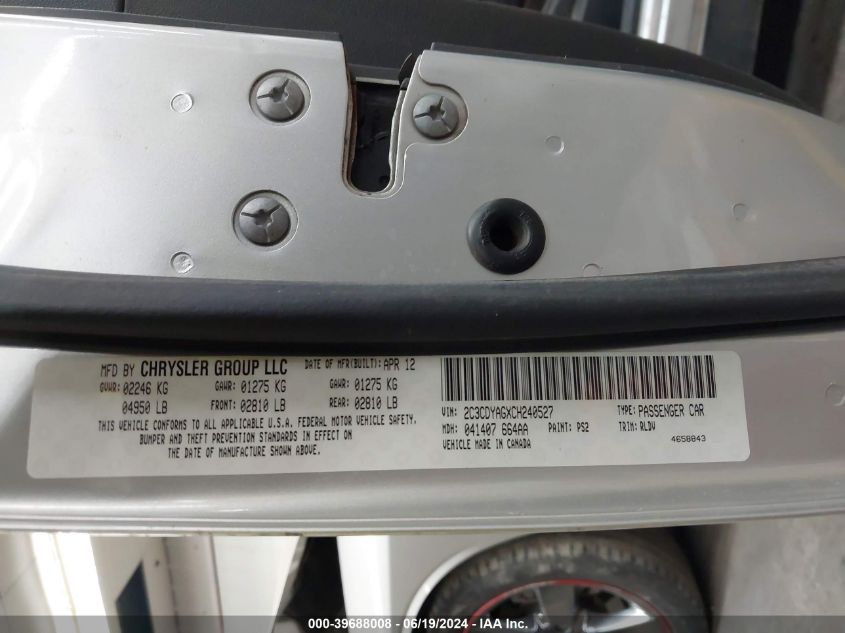 MFD BY CHRYSLER GROUP LLC DATE OF MFR(BUILT): APR 12
GVWR: 02246 KG GAWR: 01275 KG GAWR: 01275 KG
04950 LB FRONT: 02810 LB REAR: 02810 LB
THIS VEHICLE CONFORMS TO ALL APPLICABLE U.S.A. FEDERAL MOTOR VEHICLE SAFETY,
BUMPER AND THEFT PREVENTION STANDARDS IN EFFECT ON
THE DATE OF MANUFACTURE SHOWN ABOVE.
VIN: 2C3CDYAGXCH240527 TYPE: PASSENGER CAR
MDH: 041407 664AA PAINT: PS2 TRIM: RLDV
VEHICLE MADE IN CANADA 4658843
000-39688008 - 06/19/2024 - IAA Inc.